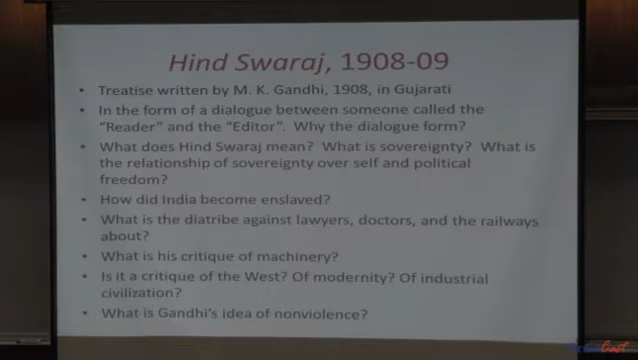 Hind Swaraj, 1908-09
• Treatise written by M. K. Gandhi, 1908, in Gujarati
• In the form of a dialogue between someone called the
"Reader" and the "Editor". Why the dialogue form?
• What does Hind Swaraj mean? What is sovereignty? What is
the relationship of sovereignty over self and political
freedom?
• How did India become enslaved?
• What is the diatribe against lawyers, doctors, and the railways
about?
• What is his critique of machinery?
• Is it a critique of the West? Of modernity? Of industrial
civilization?
• What is Gandhi's idea of nonviolence?